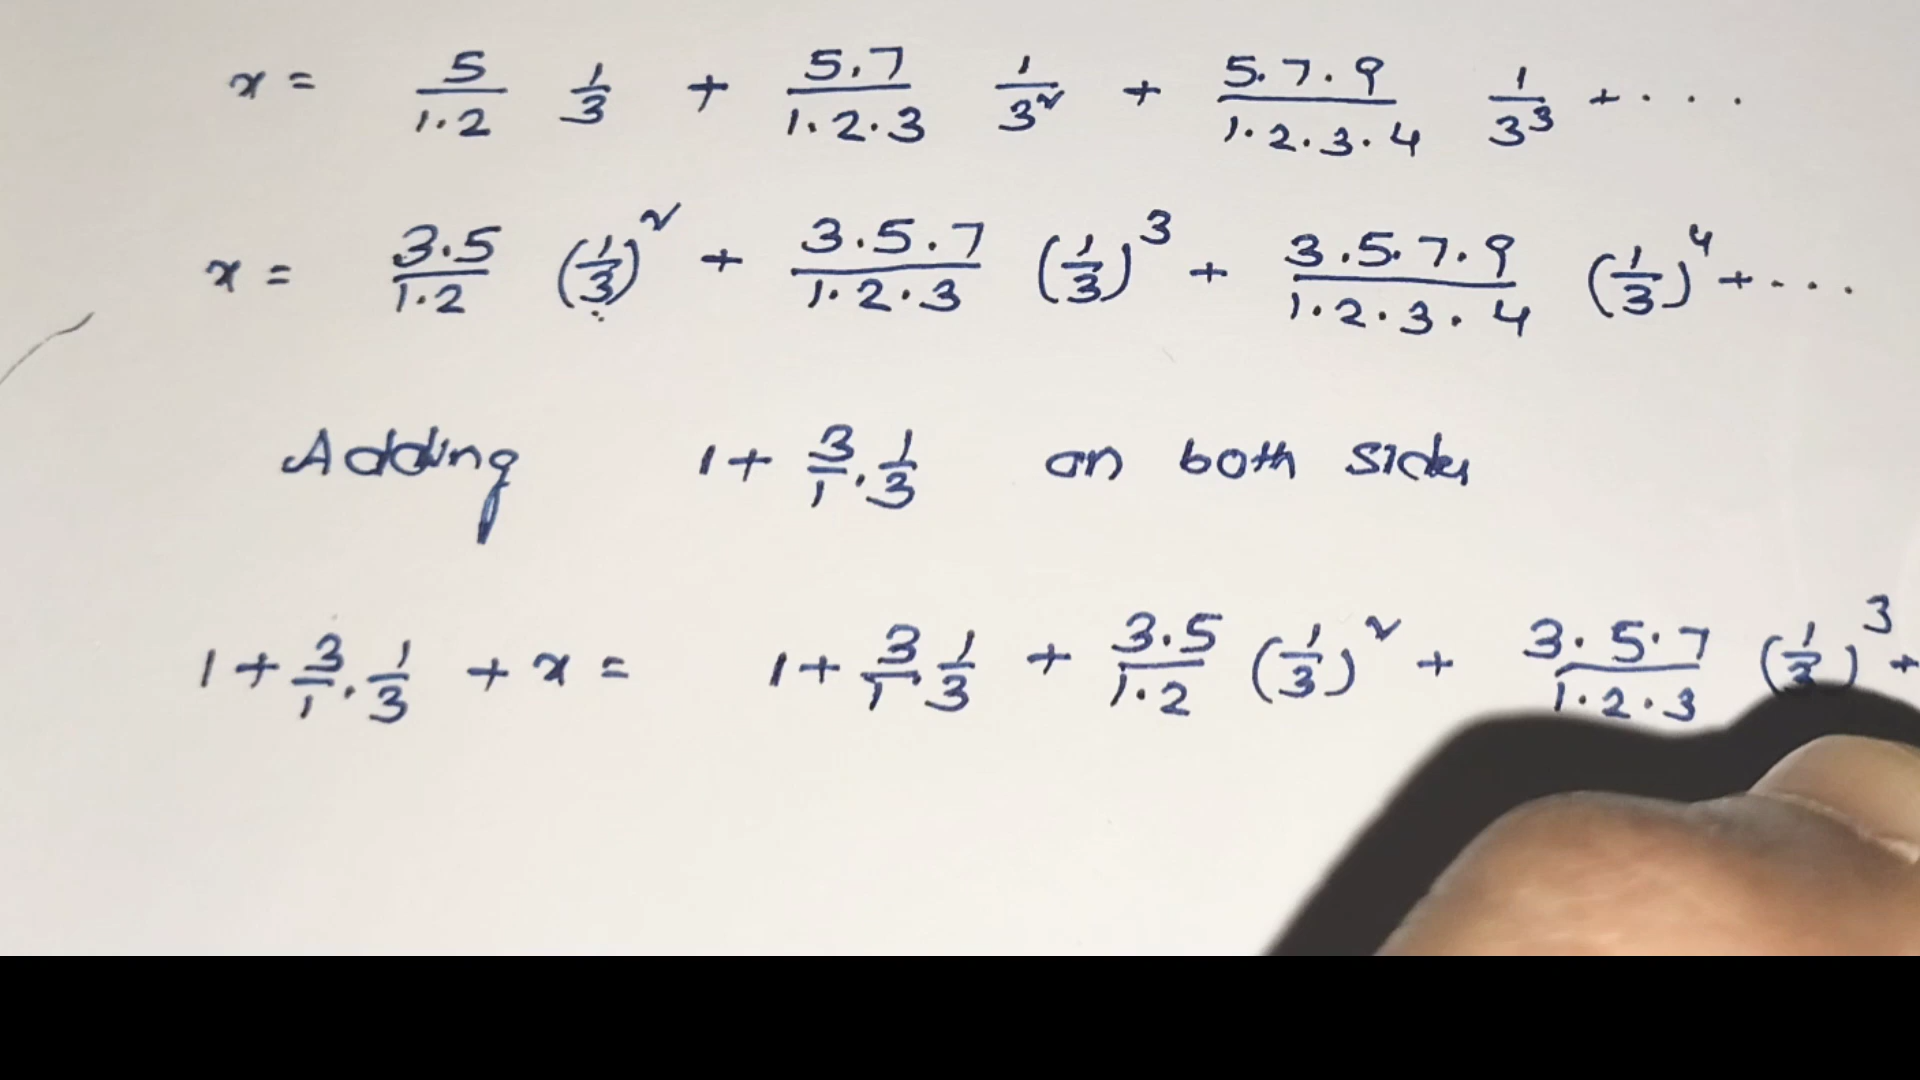 x = 5/1.2 1/3 + 5.7/1.2.3 1/3² + 5.7.9/1.2.3.4 1/3³ + ....
x = 3.5/1.2 (1/3)² + 3.5.7/1.2.3 (1/3)³ + 3.5.7.9/1.2.3.4 (1/3)⁴ + ....
Adding 1 + 3/1 . 1/3 on both sides
1 + 3/1 . 1/3 + x = 1 + 3/1 1/3 + 3.5/1.2 (1/3)² + 3.5.7/1.2.3 (1/3)³ +